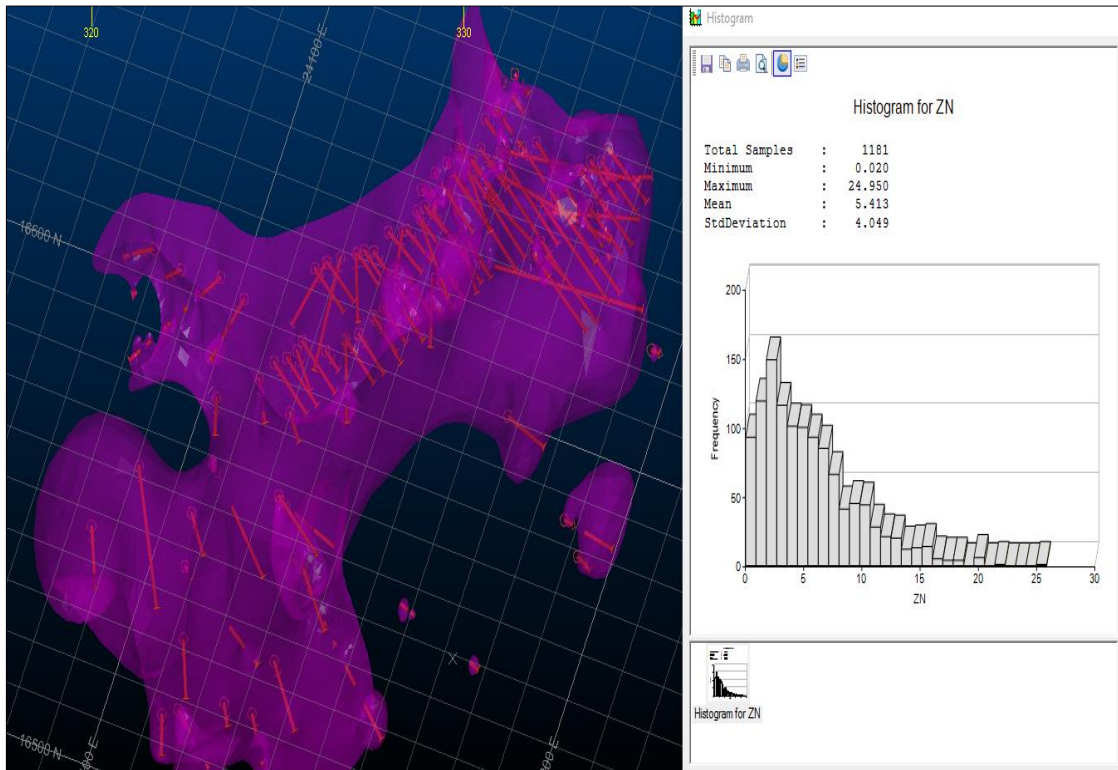 320
330
24100 E
16600 N
16500 N
Histogram
Histogram for ZN
Total Samples : 1181
Minimum : 0.020
Maximum : 24.950
Mean : 5.413
StdDeviation : 4.049
200
150
100
50
0
Frequency
0 5 10 15 20 25 30
ZN
Histogram for ZN